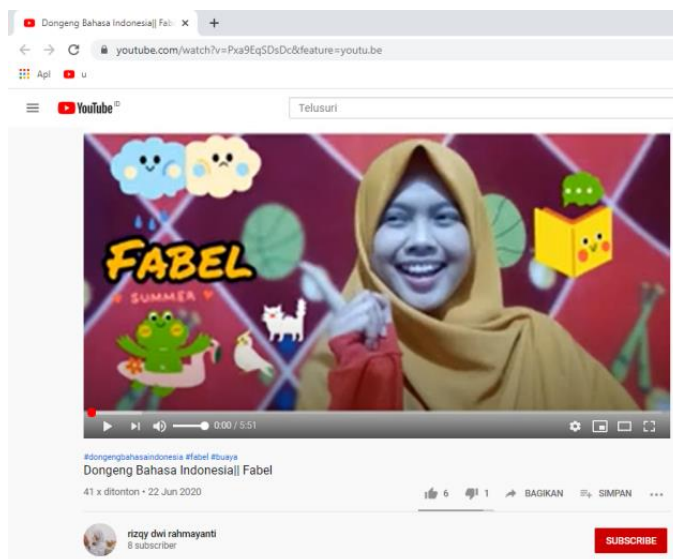 Dongeng Bahasa Indonesia|| Fab
youtube.com/watch?v=Pxa9EqSDsDc&feature=youtu.be
Apl u
YouTube ID
Telusuri
FABEL
SUMMER
0:00 / 5:51
#dongengbahasaindonesia #fabel #buaya
Dongeng Bahasa Indonesia|| Fabel
41 x ditonton • 22 Jun 2020 6 1 BAGIKAN SIMPAN
rizqy dwi rahmayanti
8 subscriber
SUBSCRIBE